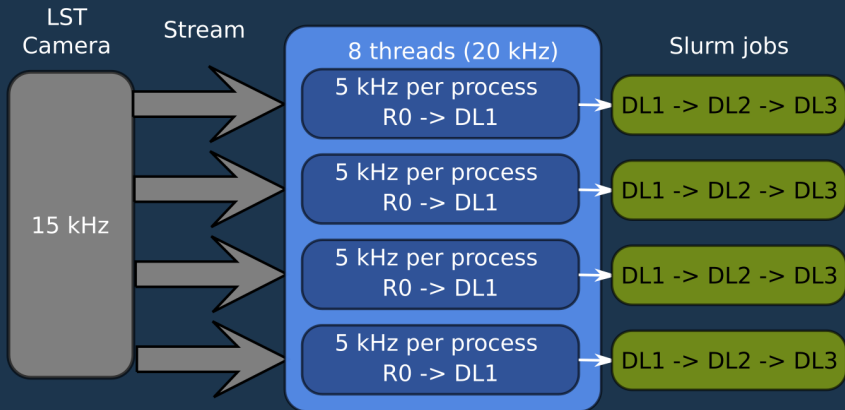 LST
Camera
Stream
8 threads (20 kHz)
Slurm jobs
15 kHz
5 kHz per process
R0 -> DL1
DL1 -> DL2 -> DL3
5 kHz per process
R0 -> DL1
DL1 -> DL2 -> DL3
5 kHz per process
R0 -> DL1
DL1 -> DL2 -> DL3
5 kHz per process
R0 -> DL1
DL1 -> DL2 -> DL3